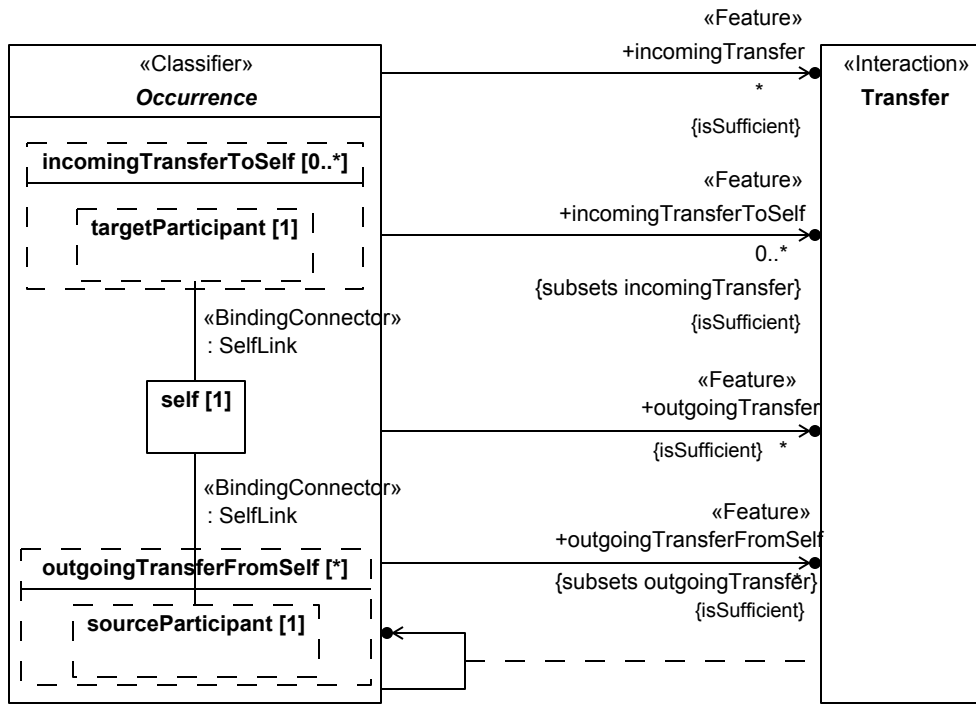 «Classifier»
Occurrence
incomingTransferToSelf [0..*]
targetParticipant [1]
«BindingConnector»
: SelfLink
self [1]
«BindingConnector»
: SelfLink
outgoingTransferFromSelf [*]
sourceParticipant [1]
«Feature»
+incomingTransfer
*
{isSufficient}
«Feature»
+incomingTransferToSelf
0..*
{subsets incomingTransfer}
{isSufficient}
«Feature»
+outgoingTransfer
{isSufficient} *
«Feature»
+outgoingTransferFromSelf
*
{subsets outgoingTransfer}
{isSufficient}
«Interaction»
Transfer